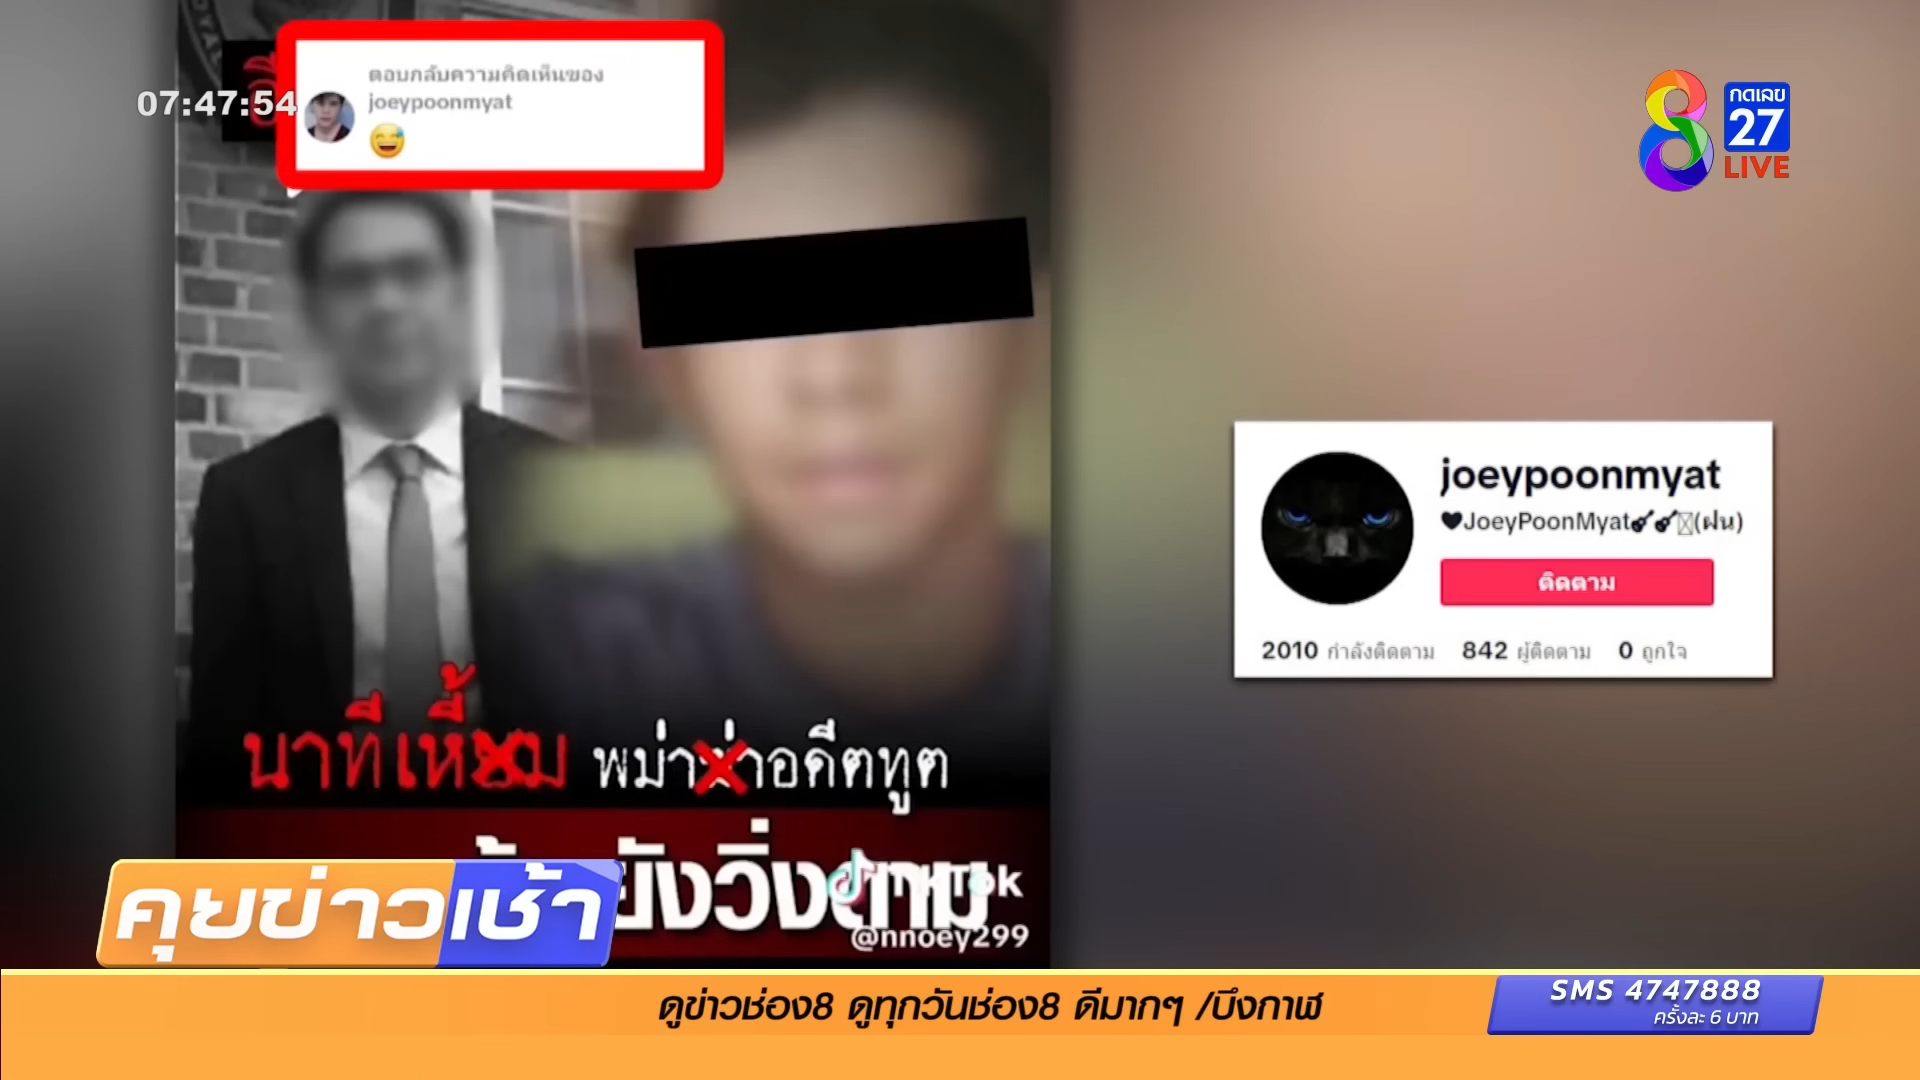 07:47:54
ตอบกลับความคิดเห็นของ
joeypoonmyat
กดเลข
8 27
LIVE
joeypoonmyat
JoeyPoonMyat (ฝน)
ติดตาม
2010 กำลังติดตาม 842 ผู้ติดตาม 0 ถูกใจ
นาทีเหี้ยม พม่าฆ่าอดีตทูต
ยังวิ่งตาม
TikTok
@nnoey299
คุยข่าวเช้า
ดูข่าวช่อง8 ดูทุกวันช่อง8 ดีมากๆ /บึงกาฬ
SMS 4747888
ครั้งละ 6 บาท